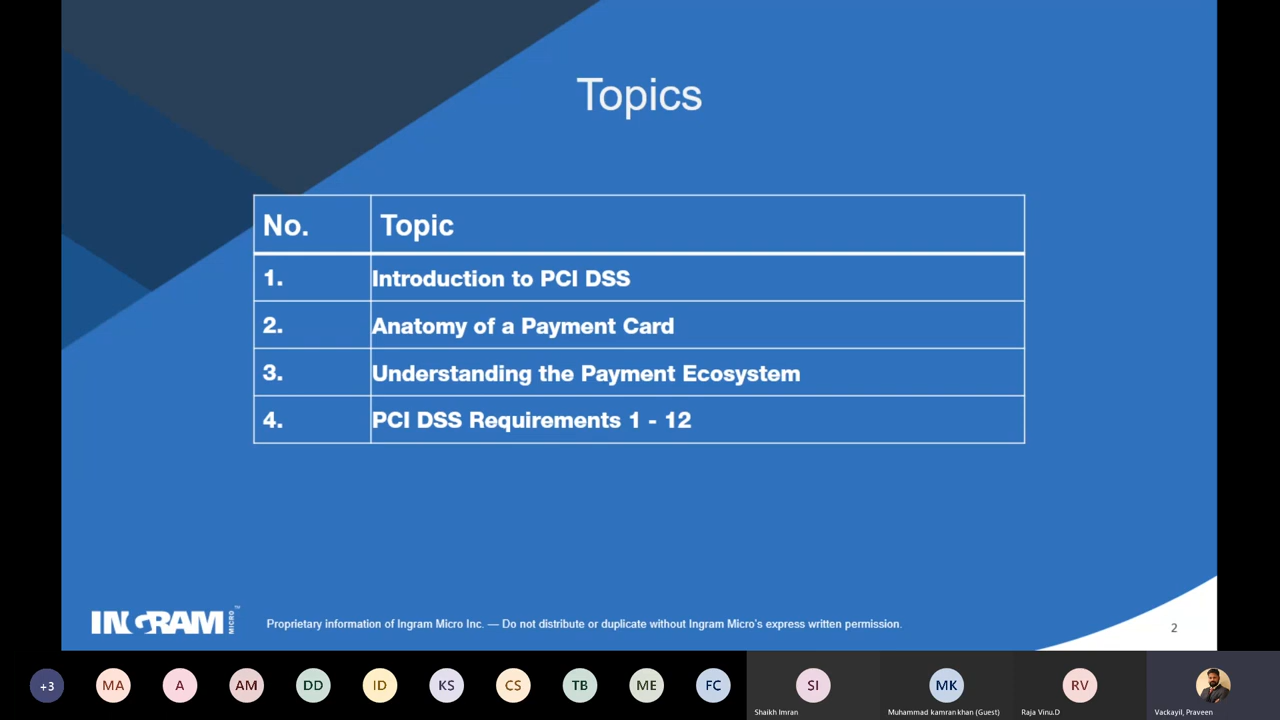 Topics
No. Topic
1. Introduction to PCI DSS
2. Anatomy of a Payment Card
3. Understanding the Payment Ecosystem
4. PCI DSS Requirements 1 - 12
INGRAM MICRO ™ Proprietary information of Ingram Micro Inc. — Do not distribute or duplicate without Ingram Micro's express written permission. 2
+3 MA A AM DD ID KS CS TB ME FC SI MK RV
Shaikh Imran Muhammad kamran khan (Guest) Raja Vinu.D Vackayil, Praveen